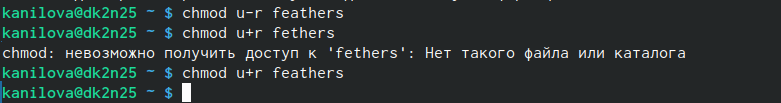 kanilova@dk2n25 ~ $ chmod u-r feathers
kanilova@dk2n25 ~ $ chmod u+r fethers
chmod: невозможно получить доступ к 'fethers': Нет такого файла или каталога
kanilova@dk2n25 ~ $ chmod u+r feathers
kanilova@dk2n25 ~ $